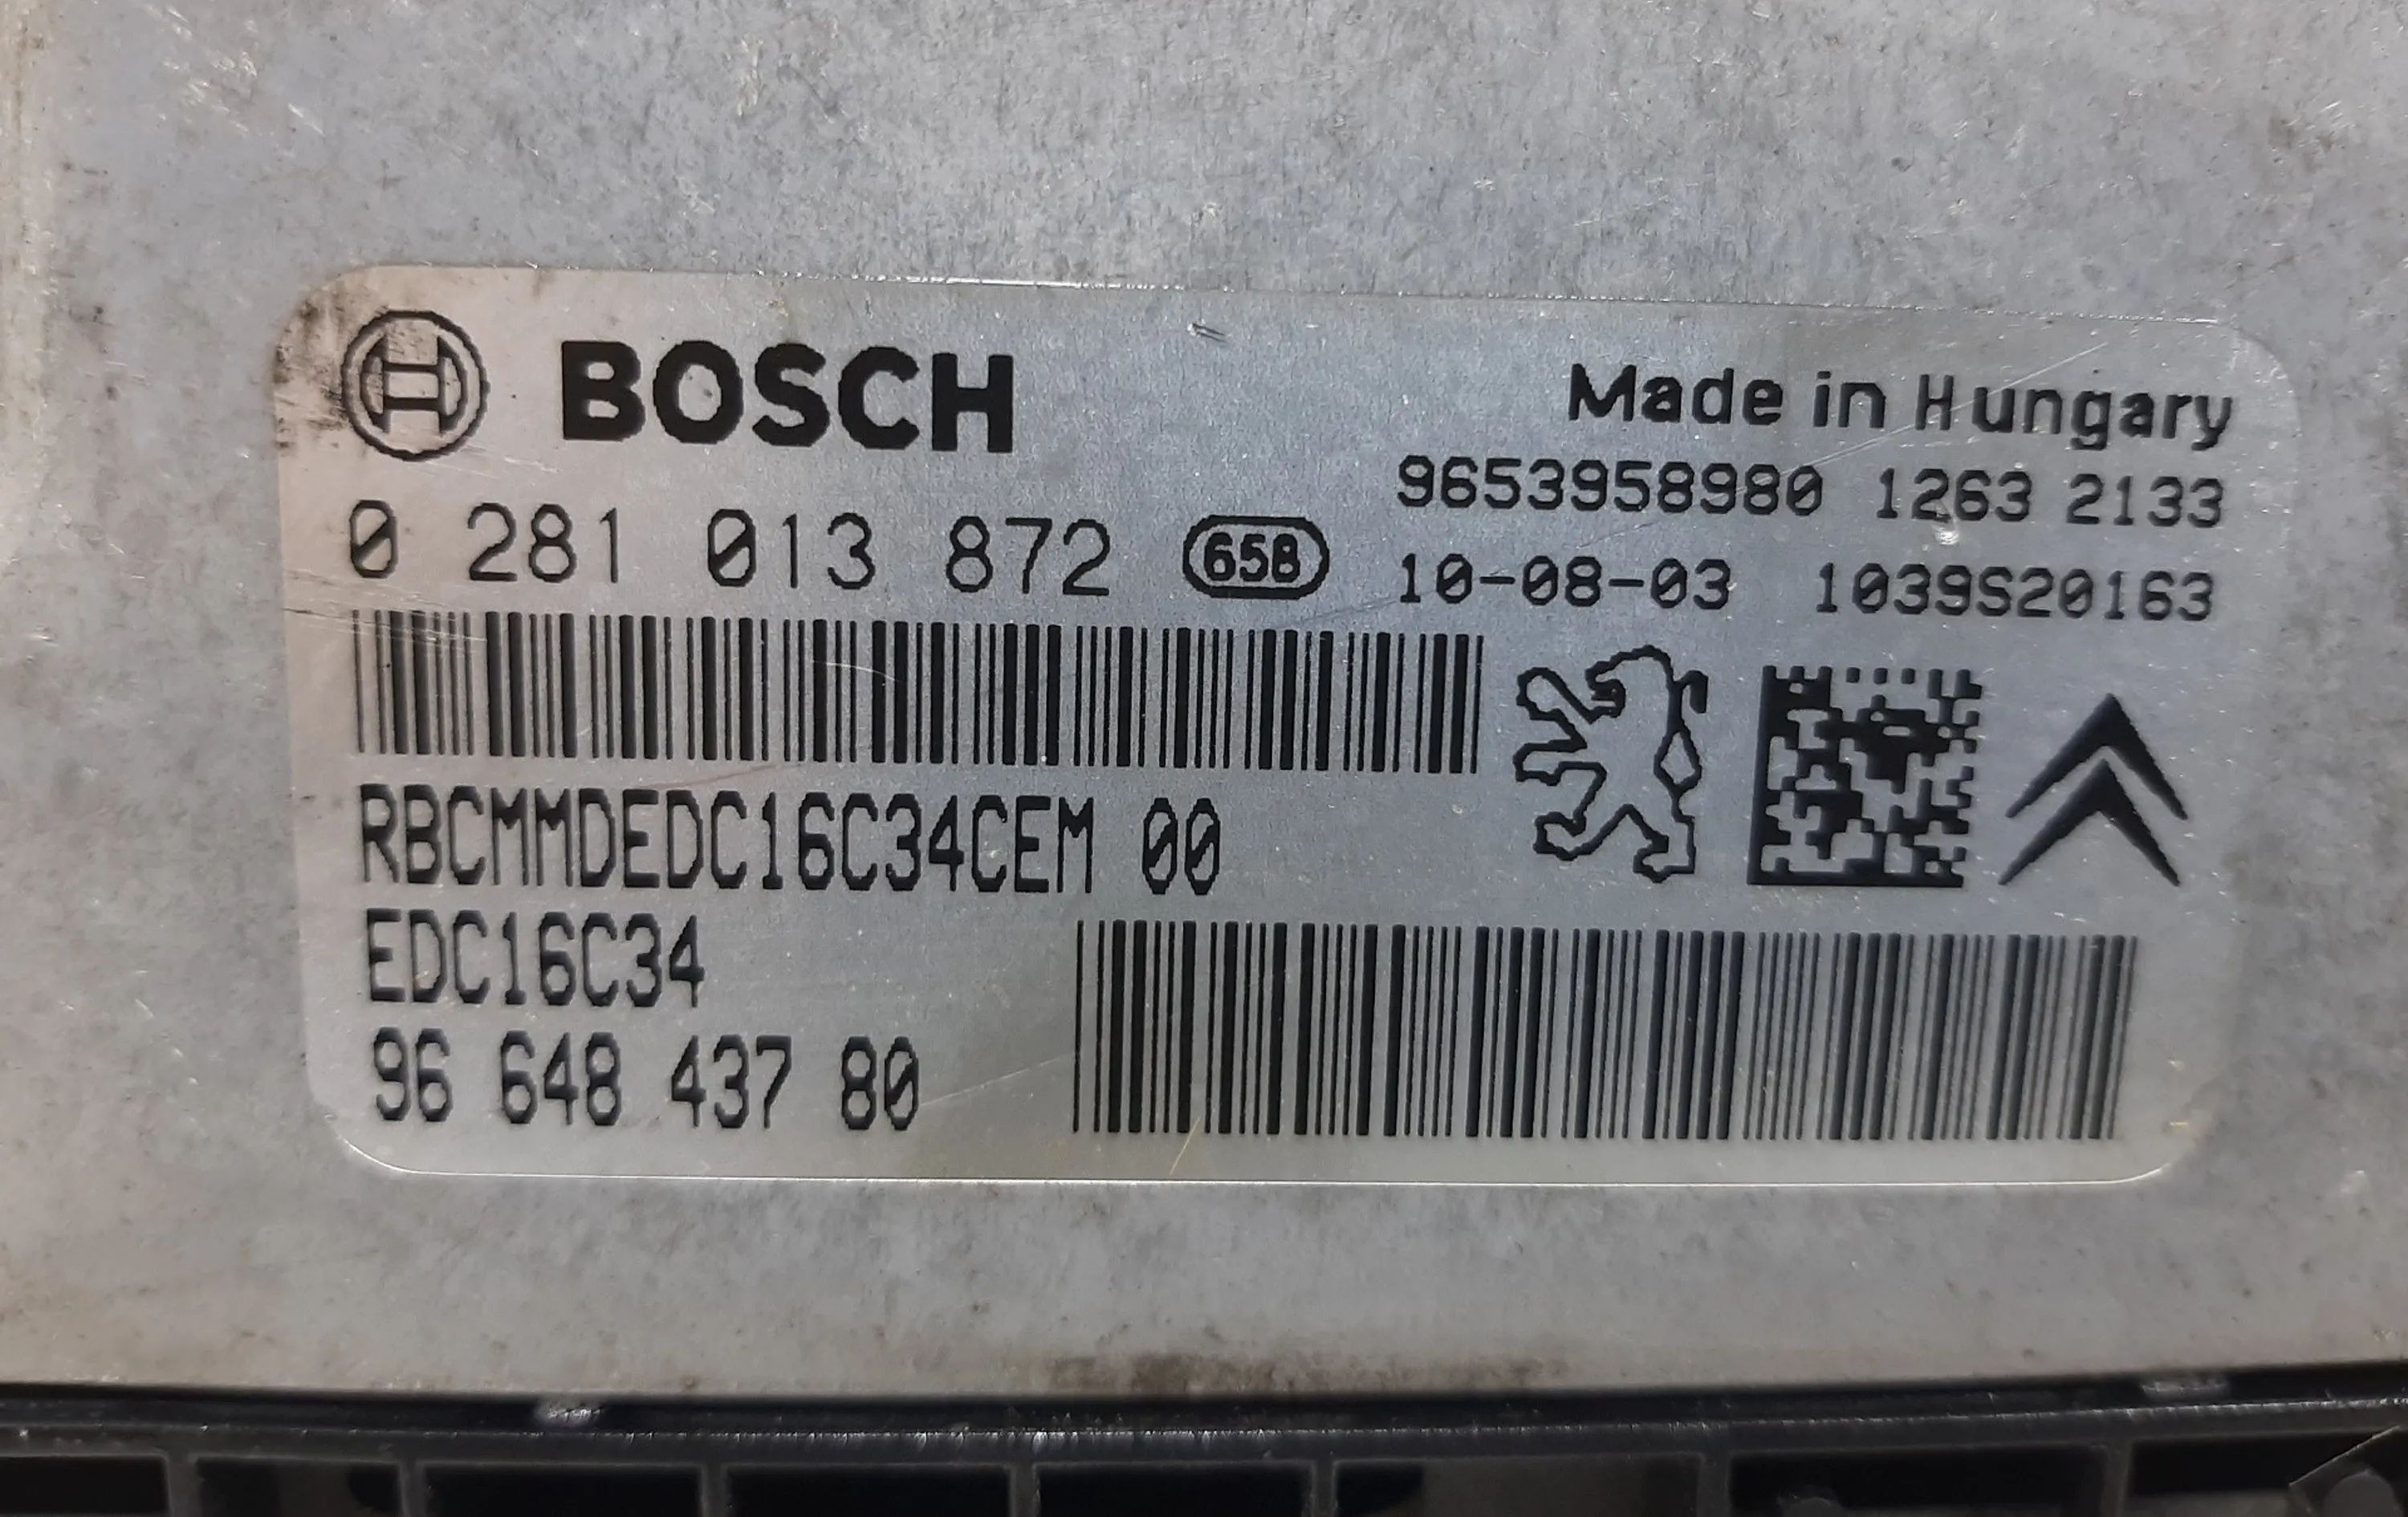 BOSCH
Made in Hungary
9653958980 1263 2133
0 281 013 872 658
10-08-03 1039S20163
RBCMMDEDC16C34CEM 00
EDC16C34
96 648 437 80